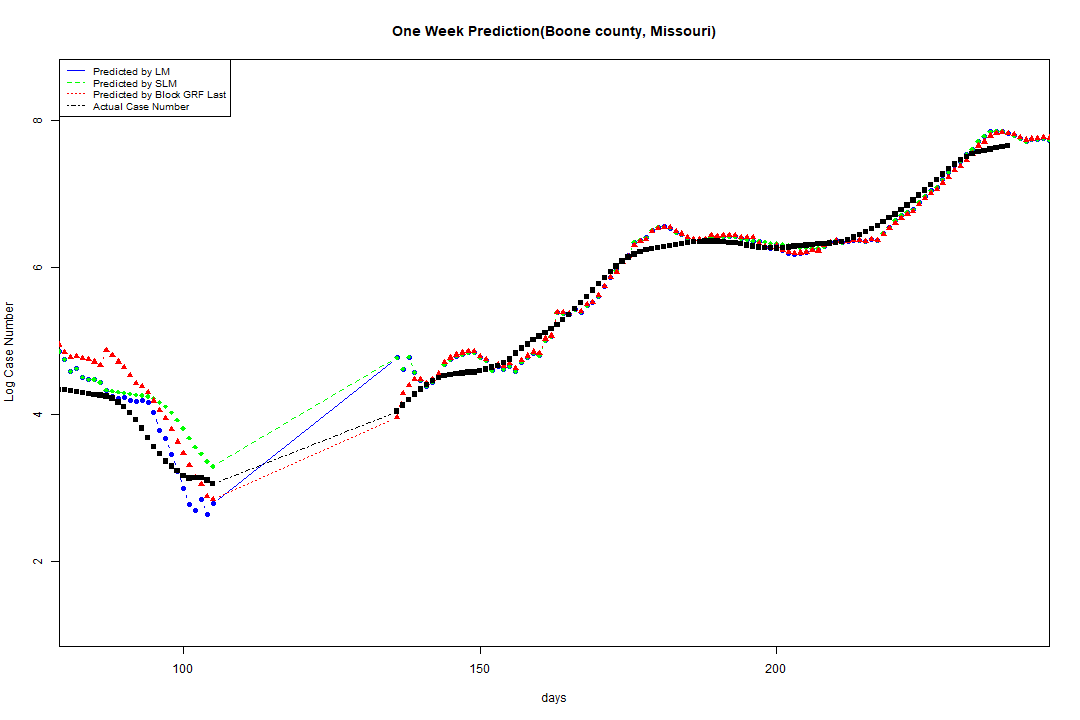 One Week Prediction(Boone county, Missouri)
Predicted by LM
Predicted by SLM
Predicted by Block GRF Last
Actual Case Number
8
6
4
2
Log Case Number
100 150 200
days